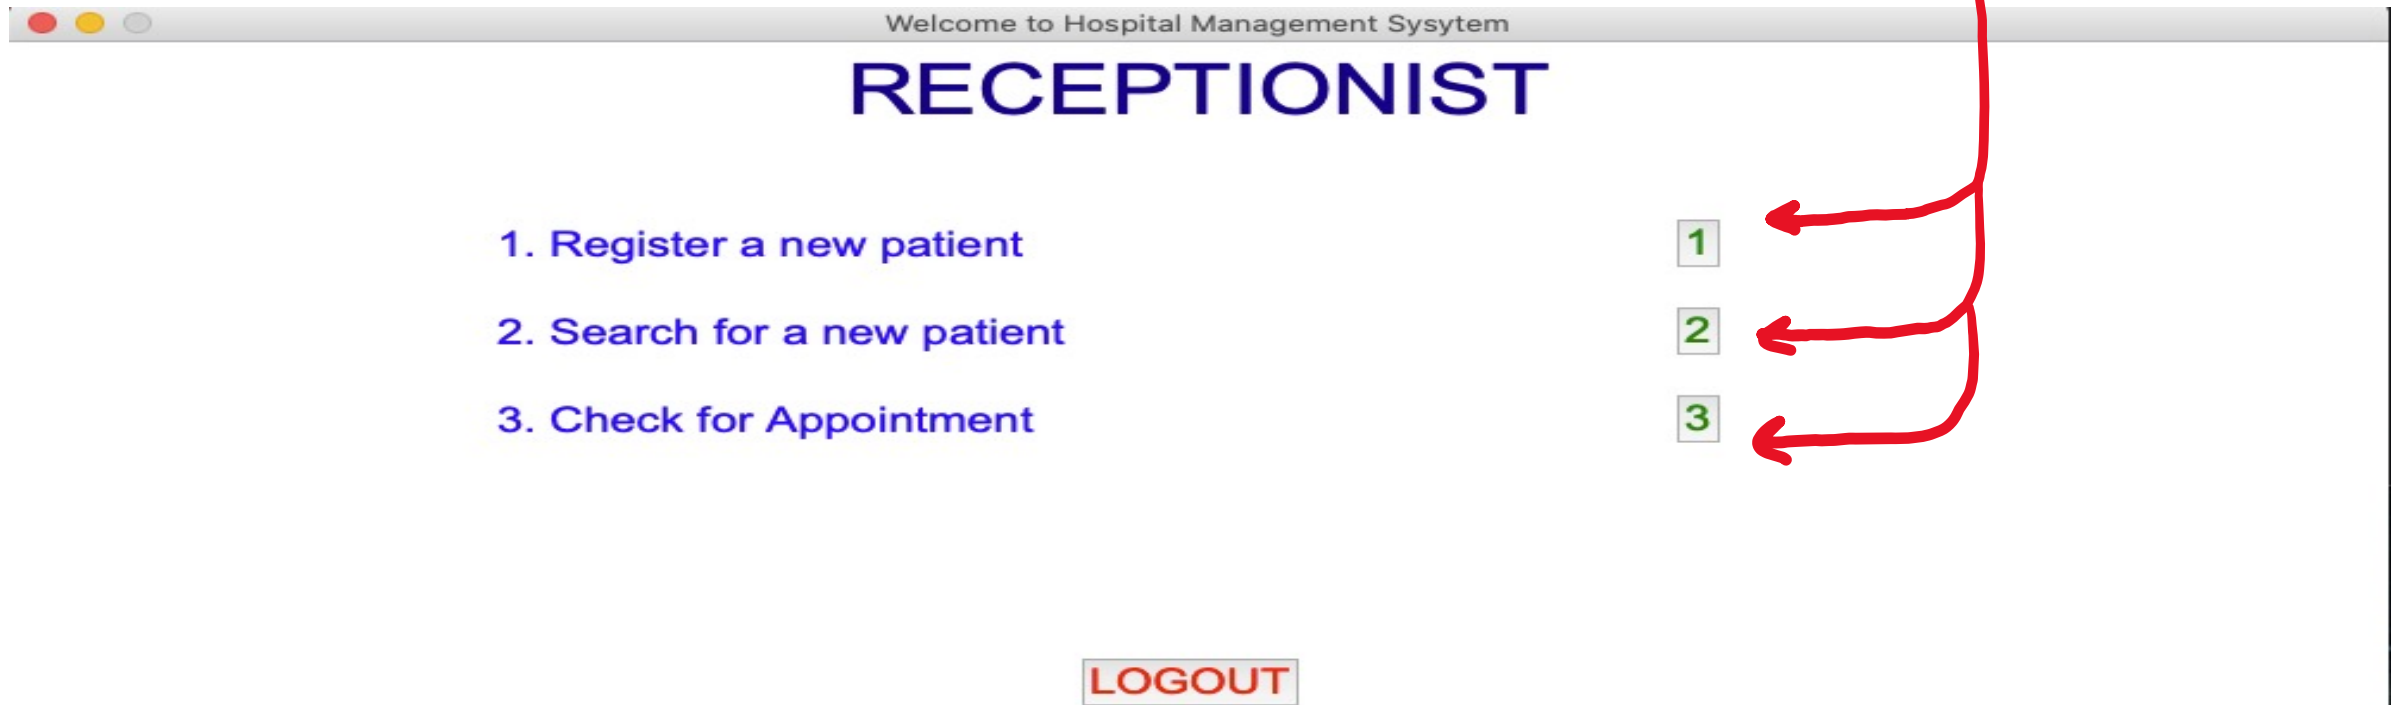 Welcome to Hospital Management Sysytem
RECEPTIONIST
1. Register a new patient 1
2. Search for a new patient 2
3. Check for Appointment 3
LOGOUT